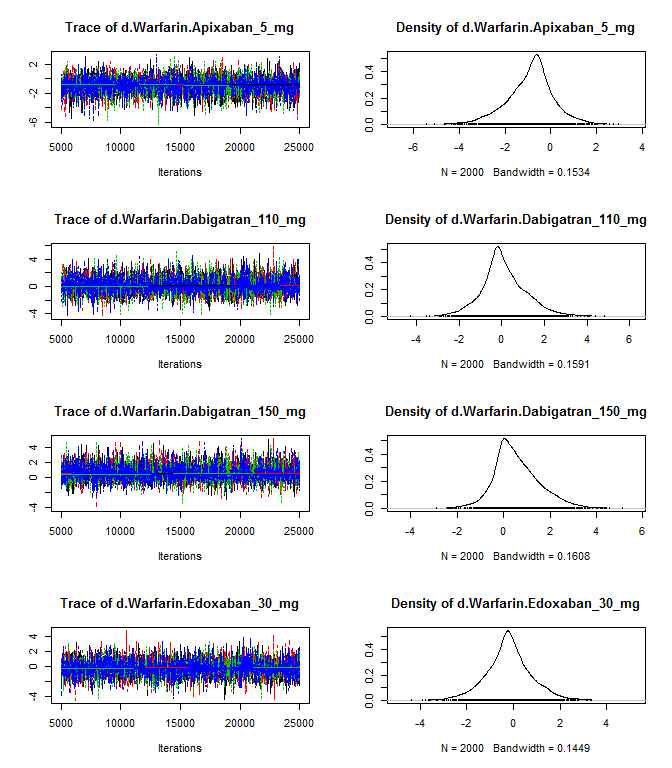 Trace of d.Warfarin.Apixaban_5_mg
2
-2
-6
5000 10000 15000 20000 25000
Iterations
Density of d.Warfarin.Apixaban_5_mg
0.4
0.2
0.0
-6 -4 -2 0 2 4
N = 2000 Bandwidth = 0.1534
Trace of d.Warfarin.Dabigatran_110_mg
4
0
-4
5000 10000 15000 20000 25000
Iterations
Density of d.Warfarin.Dabigatran_110_mg
0.4
0.2
0.0
-4 -2 0 2 4 6
N = 2000 Bandwidth = 0.1591
Trace of d.Warfarin.Dabigatran_150_mg
4
2
0
-4
5000 10000 15000 20000 25000
Iterations
Density of d.Warfarin.Dabigatran_150_mg
0.4
0.2
0.0
-4 -2 0 2 4 6
N = 2000 Bandwidth = 0.1608
Trace of d.Warfarin.Edoxaban_30_mg
4
2
0
-4
5000 10000 15000 20000 25000
Iterations
Density of d.Warfarin.Edoxaban_30_mg
0.4
0.2
0.0
-4 -2 0 2 4
N = 2000 Bandwidth = 0.1449